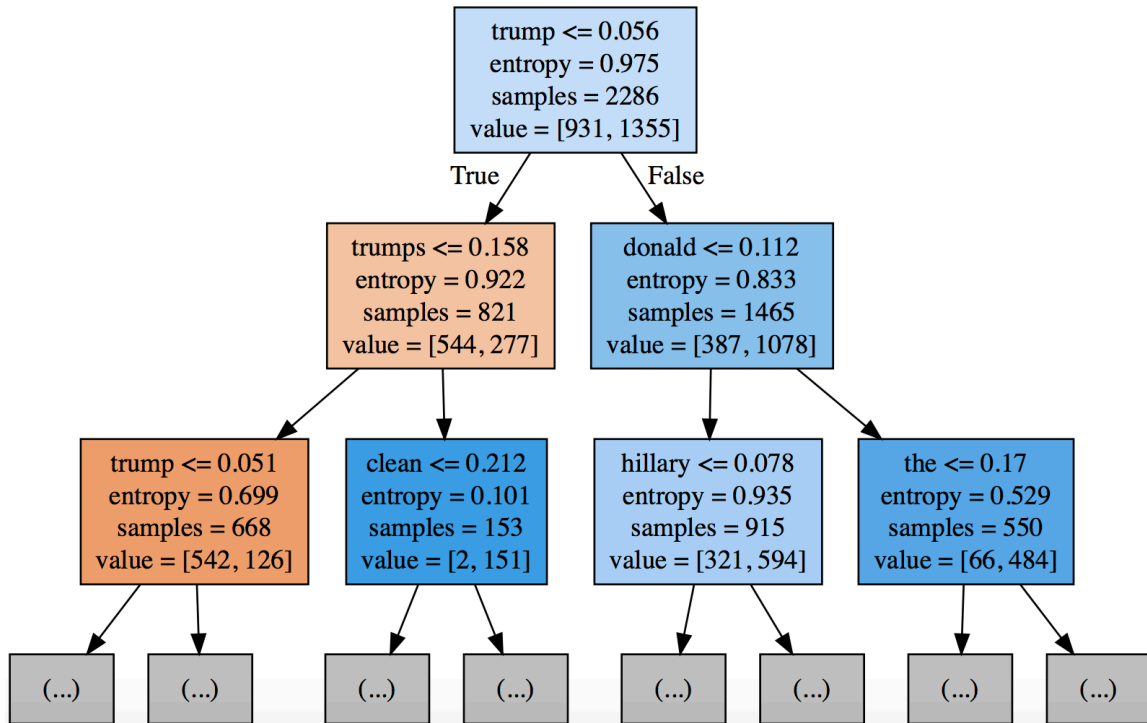 trump <= 0.056
entropy = 0.975
samples = 2286
value = [931, 1355]
True
False
trumps <= 0.158
entropy = 0.922
samples = 821
value = [544, 277]
donald <= 0.112
entropy = 0.833
samples = 1465
value = [387, 1078]
trump <= 0.051
entropy = 0.699
samples = 668
value = [542, 126]
clean <= 0.212
entropy = 0.101
samples = 153
value = [2, 151]
hillary <= 0.078
entropy = 0.935
samples = 915
value = [321, 594]
the <= 0.17
entropy = 0.529
samples = 550
value = [66, 484]
(...)
(...)
(...)
(...)
(...)
(...)
(...)
(...)